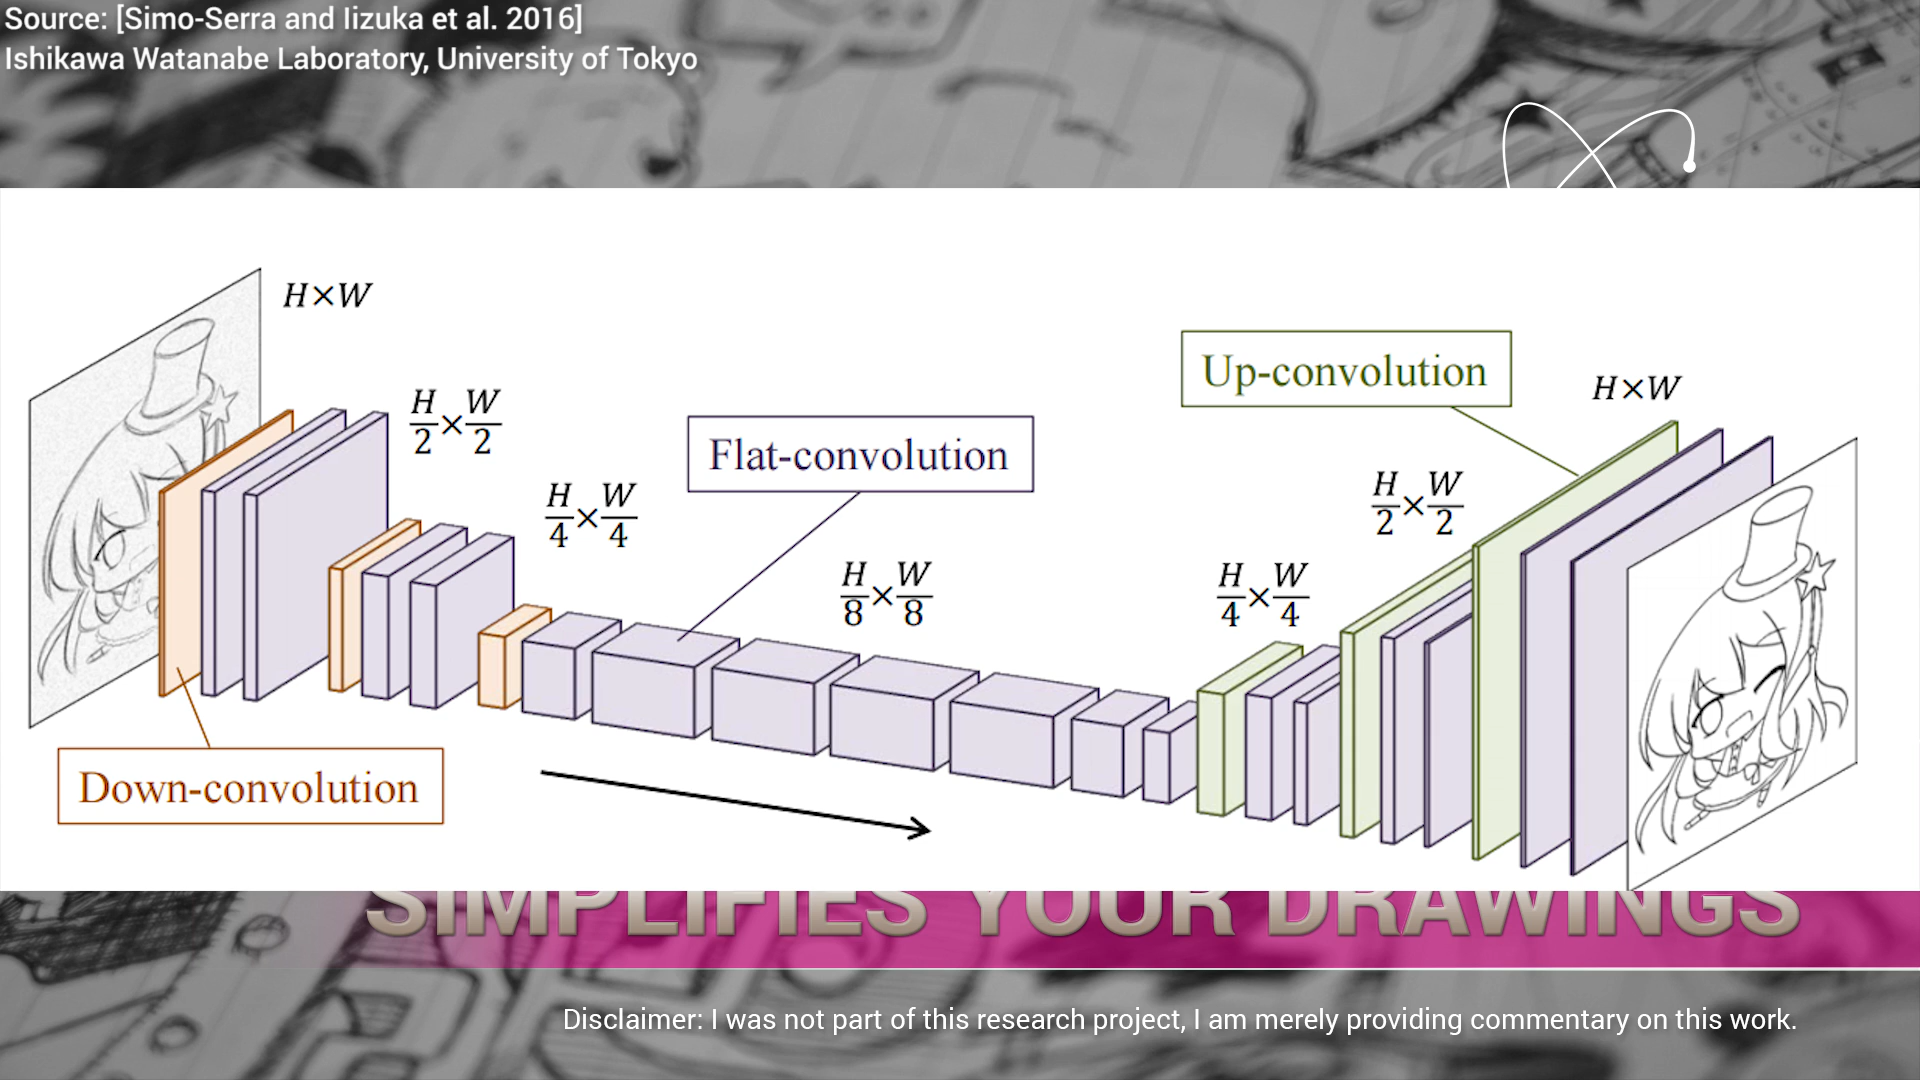 Source: [Simo-Serra and Iizuka et al. 2016]
Ishikawa Watanabe Laboratory, University of Tokyo
H×W
H/2×W/2
H/4×W/4
Flat-convolution
H/8×W/8
Up-convolution
H×W
H/2×W/2
H/4×W/4
Down-convolution
SIMPLIFIES YOUR DRAWINGS
Disclaimer: I was not part of this research project, I am merely providing commentary on this work.